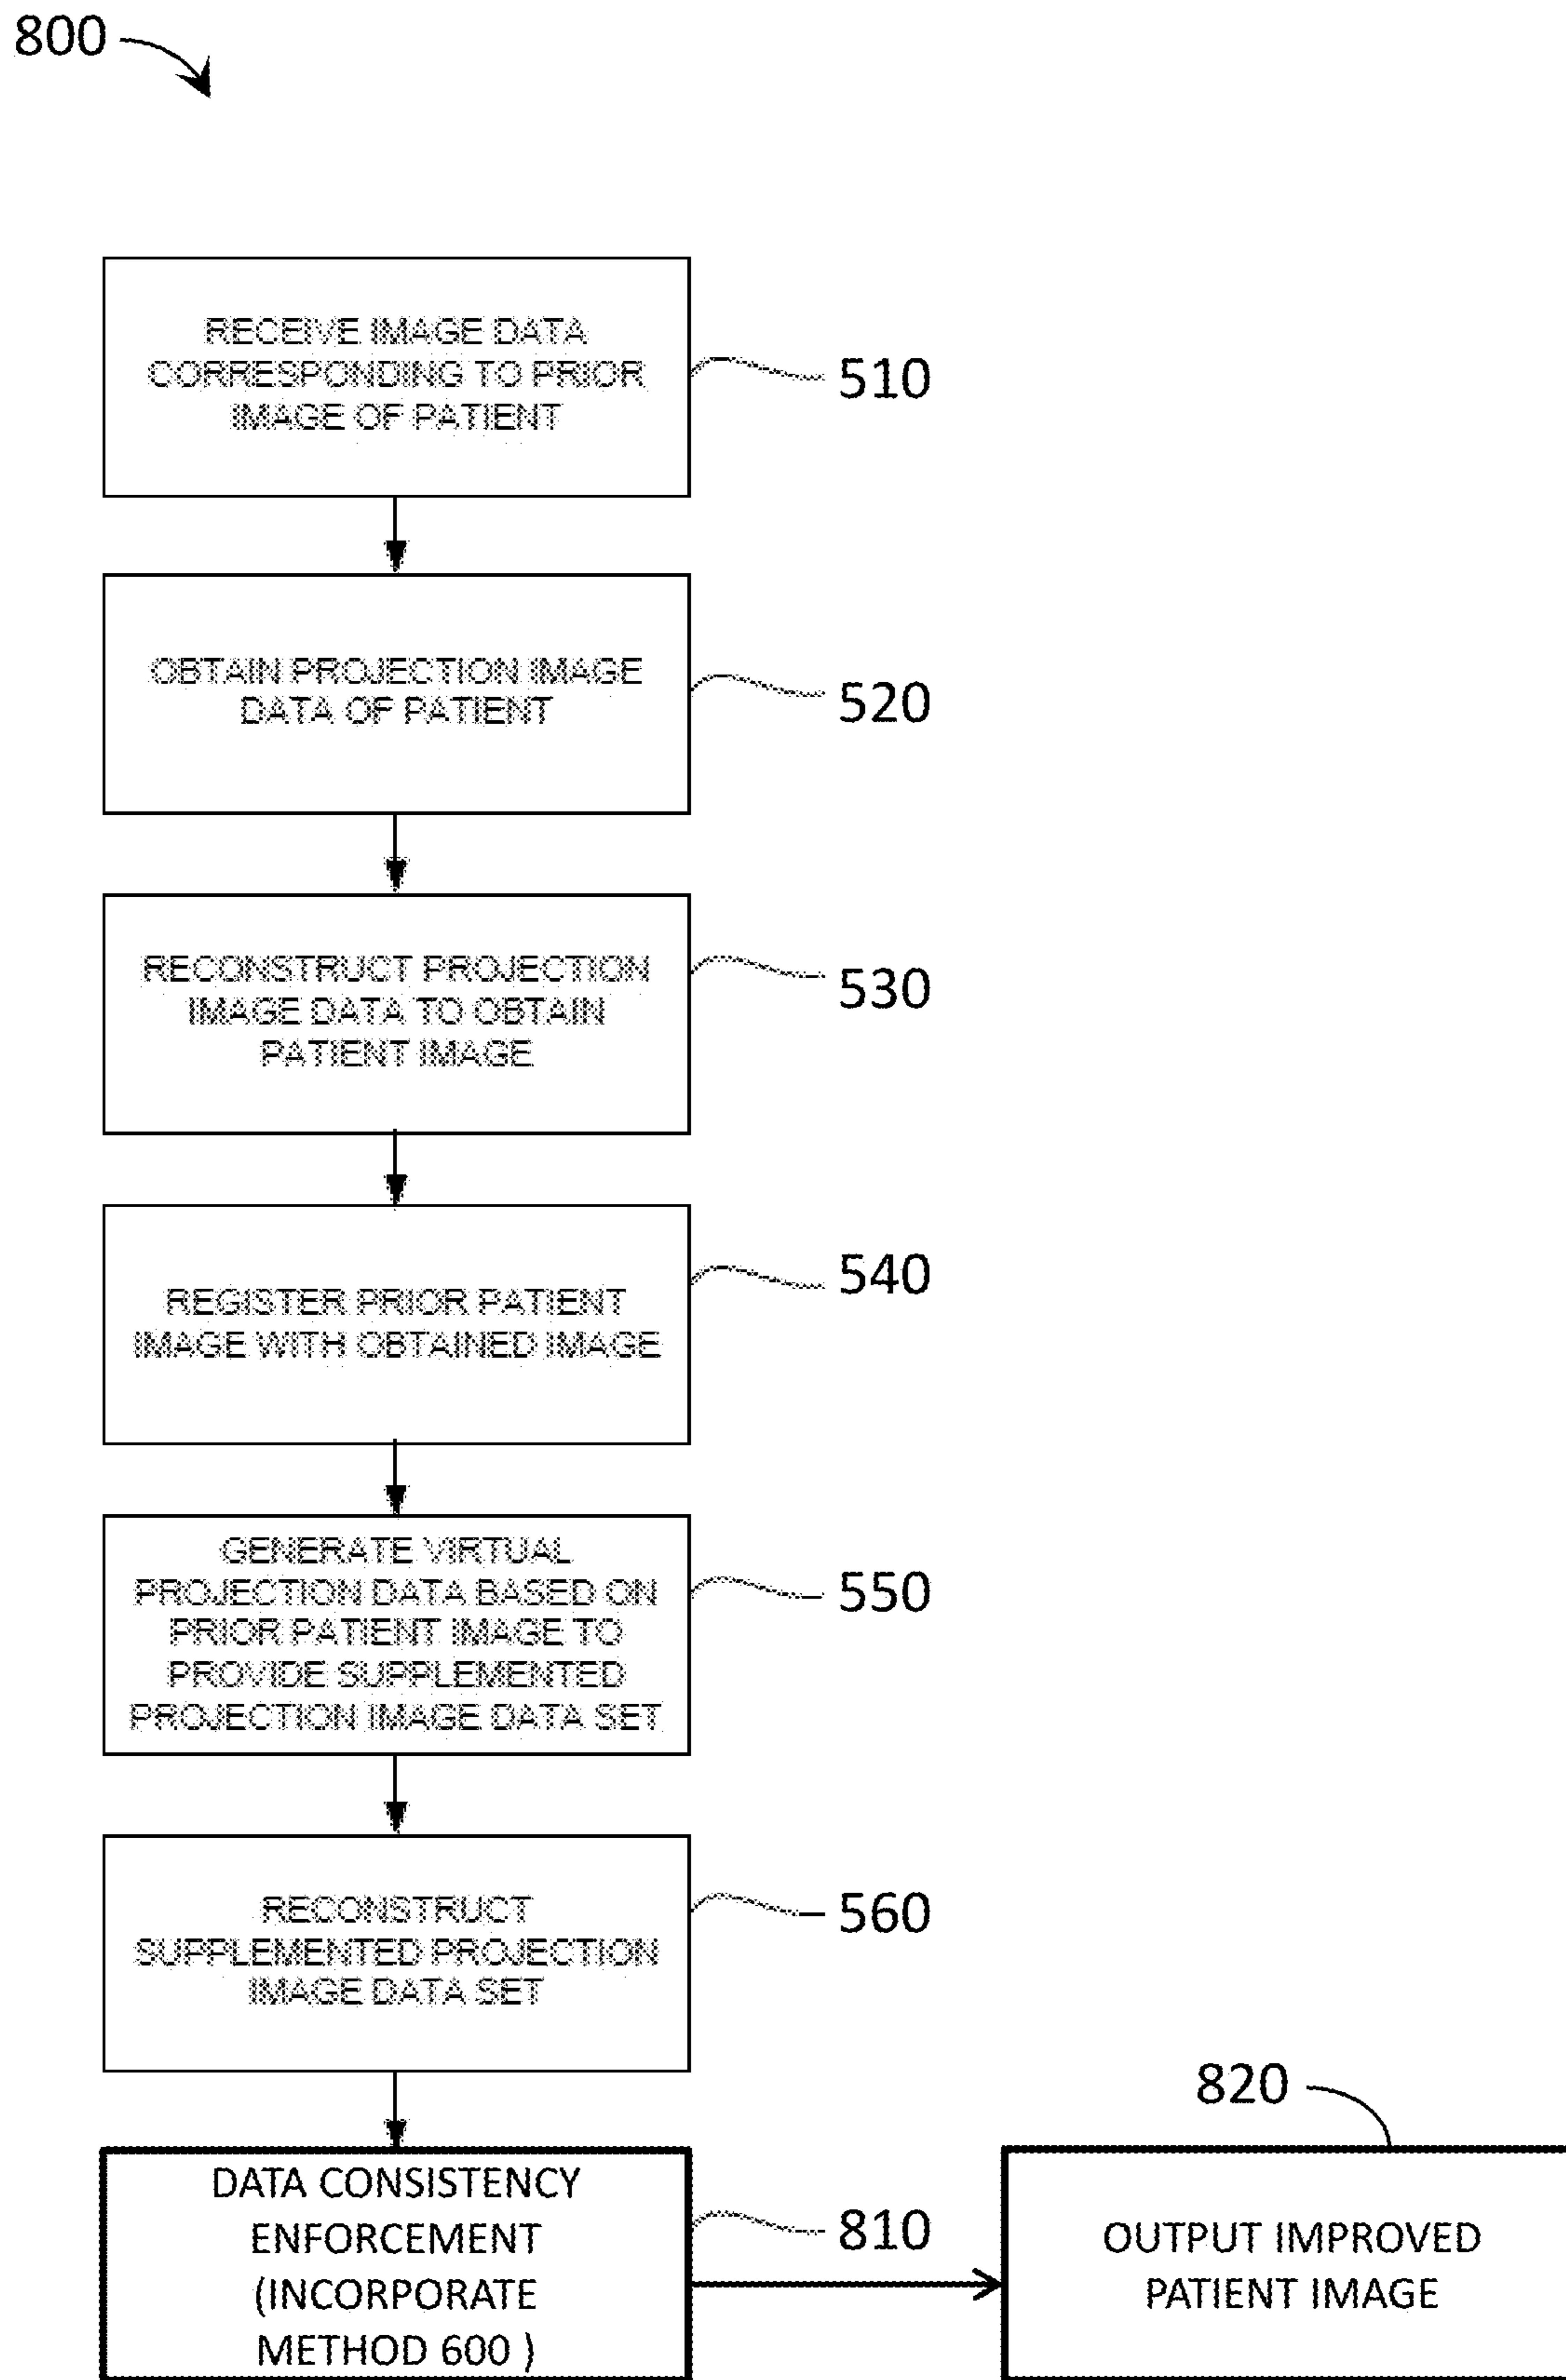 800
RECEIVE IMAGE DATA
CORRESPONDING TO PRIOR
IMAGE OF PATIENT
510
OBTAIN PROJECTION IMAGE
DATA OF PATIENT
520
RECONSTRUCT PROJECTION
IMAGE DATA TO OBTAIN
PATIENT IMAGE
530
REGISTER PRIOR PATIENT
IMAGE WITH OBTAINED IMAGE
540
GENERATE VIRTUAL
PROJECTION DATA BASED ON
PRIOR PATIENT IMAGE TO
PROVIDE SUPPLEMENTED
PROJECTION IMAGE DATA SET
550
RECONSTRUCT
SUPPLEMENTED PROJECTION
IMAGE DATA SET
560
DATA CONSISTENCY
ENFORCEMENT
(INCORPORATE
METHOD 600 )
810
820
OUTPUT IMPROVED
PATIENT IMAGE